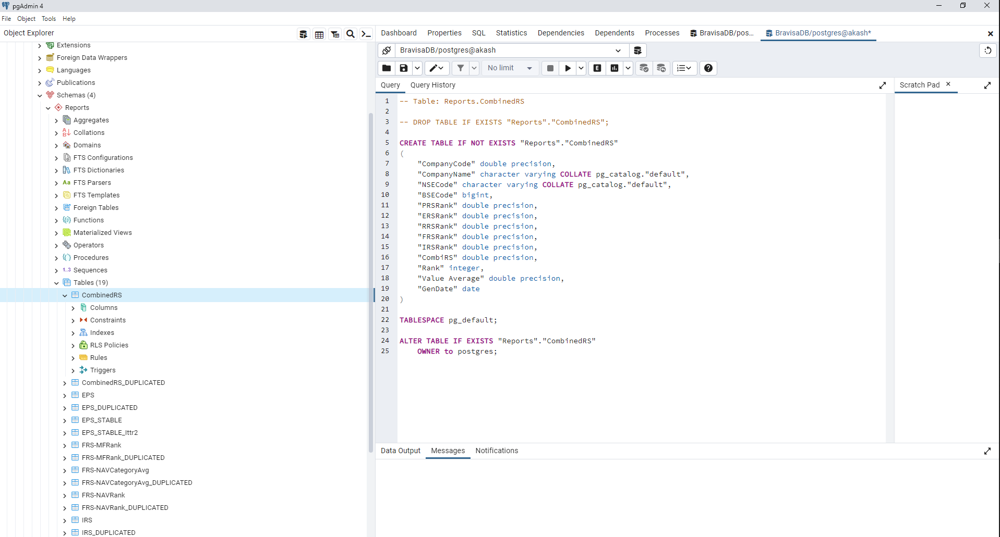 pgAdmin 4
File Object Tools Help
Object Explorer
Extensions
Foreign Data Wrappers
Languages
Publications
Schemas (4)
Reports
Aggregates
Collations
Domains
FTS Configurations
FTS Dictionaries
Aa FTS Parsers
FTS Templates
Foreign Tables
Functions
Materialized Views
Operators
Procedures
1..3 Sequences
Tables (19)
CombinedRS
Columns
Constraints
Indexes
RLS Policies
Rules
Triggers
CombinedRS_DUPLICATED
EPS
EPS_DUPLICATED
EPS_STABLE
EPS_STABLE_Ittr2
FRS-MFRank
FRS-MFRank_DUPLICATED
FRS-NAVCategoryAvg
FRS-NAVCategoryAvg_DUPLICATED
FRS-NAVRank
FRS-NAVRank_DUPLICATED
IRS
IRS_DUPLICATED
Dashboard Properties SQL Statistics Dependencies Dependents Processes BravisaDB/pos... BravisaDB/postgres@akash*
BravisaDB/postgres@akash
No limit
E
Query Query History
Scratch Pad
1 -- Table: Reports.CombinedRS
2
3 -- DROP TABLE IF EXISTS "Reports"."CombinedRS";
4
5 CREATE TABLE IF NOT EXISTS "Reports"."CombinedRS"
6 (
7 "CompanyCode" double precision,
8 "CompanyName" character varying COLLATE pg_catalog."default",
9 "NSECode" character varying COLLATE pg_catalog."default",
10 "BSECode" bigint,
11 "PRSRank" double precision,
12 "ERSRank" double precision,
13 "RRSRank" double precision,
14 "FRSRank" double precision,
15 "IRSRank" double precision,
16 "CombiRS" double precision,
17 "Rank" integer,
18 "Value Average" double precision,
19 "GenDate" date
20 )
21
22 TABLESPACE pg_default;
23
24 ALTER TABLE IF EXISTS "Reports"."CombinedRS"
25 OWNER to postgres;
Data Output Messages Notifications